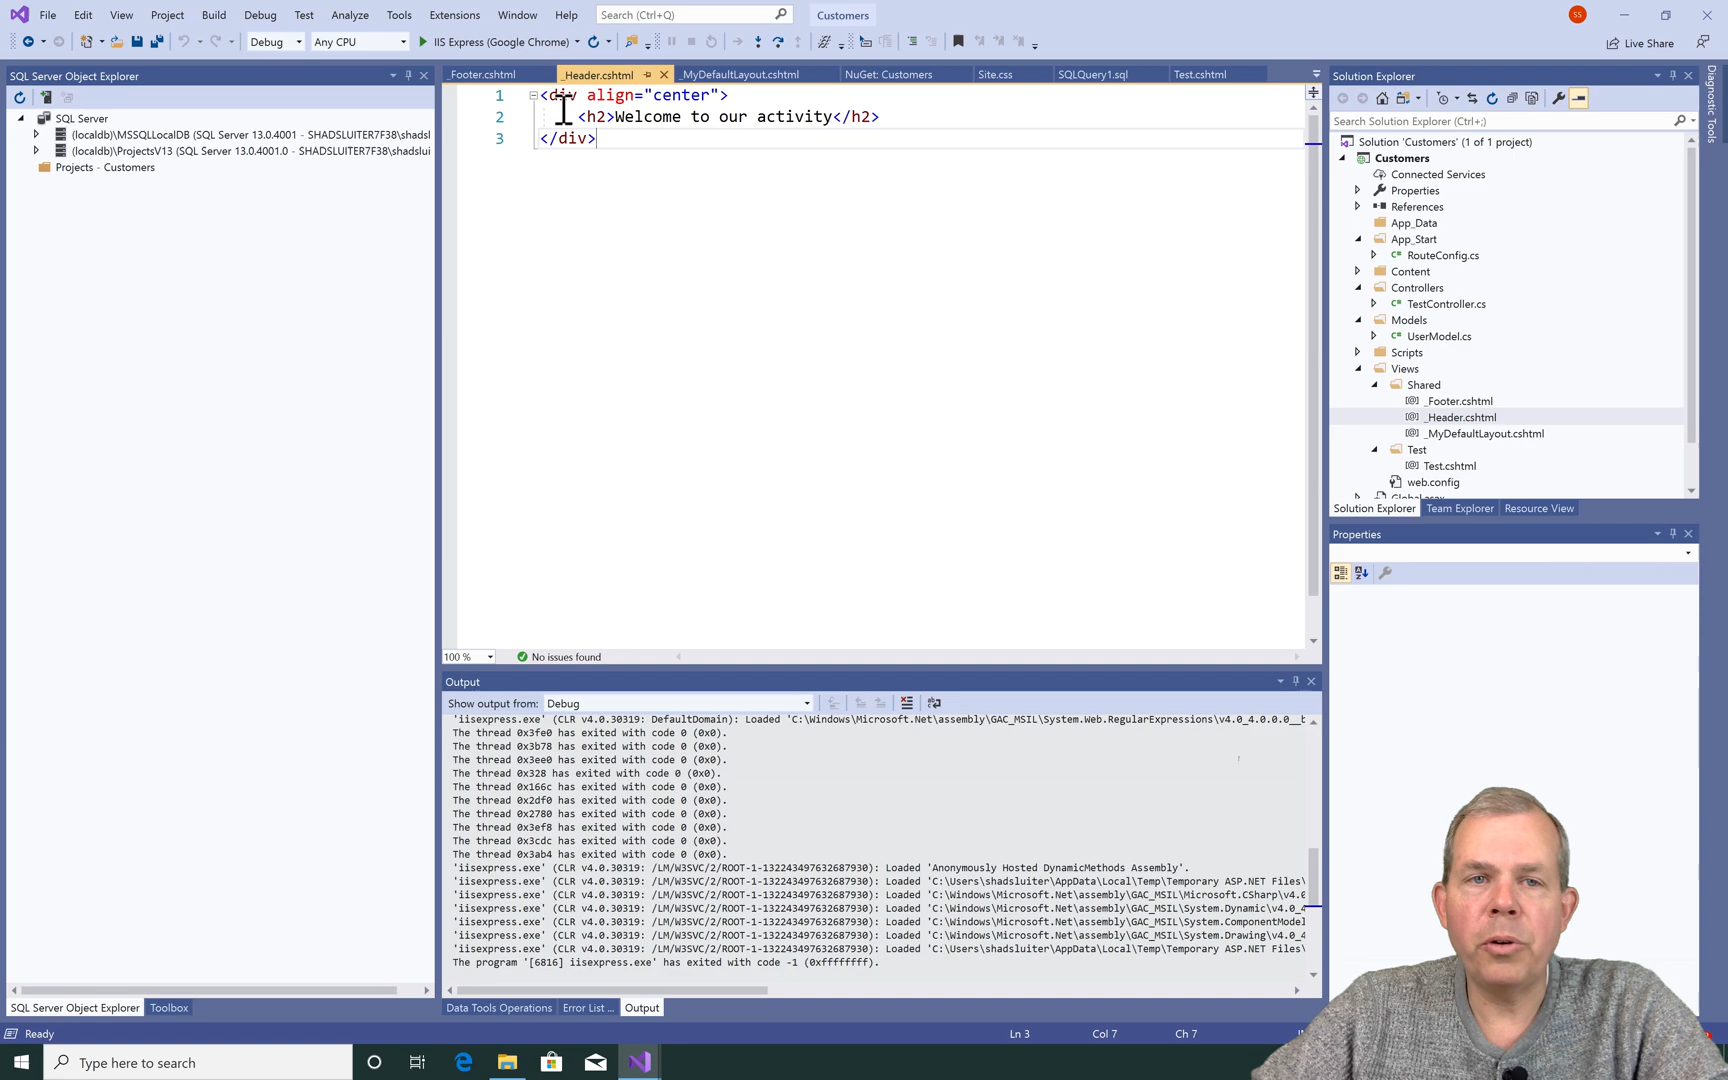 File Edit View Project Build Debug Test Analyze Tools Extensions Window Help Search (Ctrl+Q) Customers SS
Debug Any CPU IIS Express (Google Chrome) Live Share
SQL Server Object Explorer
SQL Server
(localdb)\MSSQLLocalDB (SQL Server 13.0.4001 - SHADSLUITER7F38\shadsl
(localdb)\ProjectsV13 (SQL Server 13.0.4001.0 - SHADSLUITER7F38\shadslui
Projects - Customers
_Footer.cshtml _Header.cshtml _MyDefaultLayout.cshtml NuGet: Customers Site.css SQLQuery1.sql Test.cshtml
1 <div align="center">
2 <h2>Welcome to our activity</h2>
3 </div>
100 % No issues found
Output
Show output from: Debug
'iisexpress.exe' (CLR v4.0.30319: DefaultDomain): Loaded 'C:\Windows\Microsoft.Net\assembly\GAC_MSIL\System.Web.RegularExpressions\v4.0_4.0.0.0__b
The thread 0x3fe0 has exited with code 0 (0x0).
The thread 0x3b78 has exited with code 0 (0x0).
The thread 0x3ee0 has exited with code 0 (0x0).
The thread 0x328 has exited with code 0 (0x0).
The thread 0x166c has exited with code 0 (0x0).
The thread 0x2df0 has exited with code 0 (0x0).
The thread 0x2780 has exited with code 0 (0x0).
The thread 0x3ef8 has exited with code 0 (0x0).
The thread 0x3cdc has exited with code 0 (0x0).
The thread 0x3ab4 has exited with code 0 (0x0).
'iisexpress.exe' (CLR v4.0.30319: /LM/W3SVC/2/ROOT-1-132243497632687930): Loaded 'Anonymously Hosted DynamicMethods Assembly'.
'iisexpress.exe' (CLR v4.0.30319: /LM/W3SVC/2/ROOT-1-132243497632687930): Loaded 'C:\Users\shadsluiter\AppData\Local\Temp\Temporary ASP.NET Files\
'iisexpress.exe' (CLR v4.0.30319: /LM/W3SVC/2/ROOT-1-132243497632687930): Loaded 'C:\Windows\Microsoft.Net\assembly\GAC_MSIL\Microsoft.CSharp\v4.0
'iisexpress.exe' (CLR v4.0.30319: /LM/W3SVC/2/ROOT-1-132243497632687930): Loaded 'C:\Windows\Microsoft.Net\assembly\GAC_MSIL\System.Dynamic\v4.0_4
'iisexpress.exe' (CLR v4.0.30319: /LM/W3SVC/2/ROOT-1-132243497632687930): Loaded 'C:\Windows\Microsoft.Net\assembly\GAC_MSIL\System.ComponentModel
'iisexpress.exe' (CLR v4.0.30319: /LM/W3SVC/2/ROOT-1-132243497632687930): Loaded 'C:\Windows\Microsoft.Net\assembly\GAC_MSIL\System.Drawing\v4.0_4
'iisexpress.exe' (CLR v4.0.30319: /LM/W3SVC/2/ROOT-1-132243497632687930): Loaded 'C:\Users\shadsluiter\AppData\Local\Temp\Temporary ASP.NET Files\
The program '[6816] iisexpress.exe' has exited with code -1 (0xffffffff).
Data Tools Operations Error List ... Output
SQL Server Object Explorer Toolbox
Solution Explorer
Search Solution Explorer (Ctrl+;)
Solution 'Customers' (1 of 1 project)
Customers
Connected Services
Properties
References
App_Data
App_Start
RouteConfig.cs
Content
Controllers
TestController.cs
Models
UserModel.cs
Scripts
Views
Shared
_Footer.cshtml
_Header.cshtml
_MyDefaultLayout.cshtml
Test
Test.cshtml
web.config
Global.asax
Solution Explorer Team Explorer Resource View
Properties
Diagnostic Tools
Ready Ln 3 Col 7 Ch 7
Type here to search